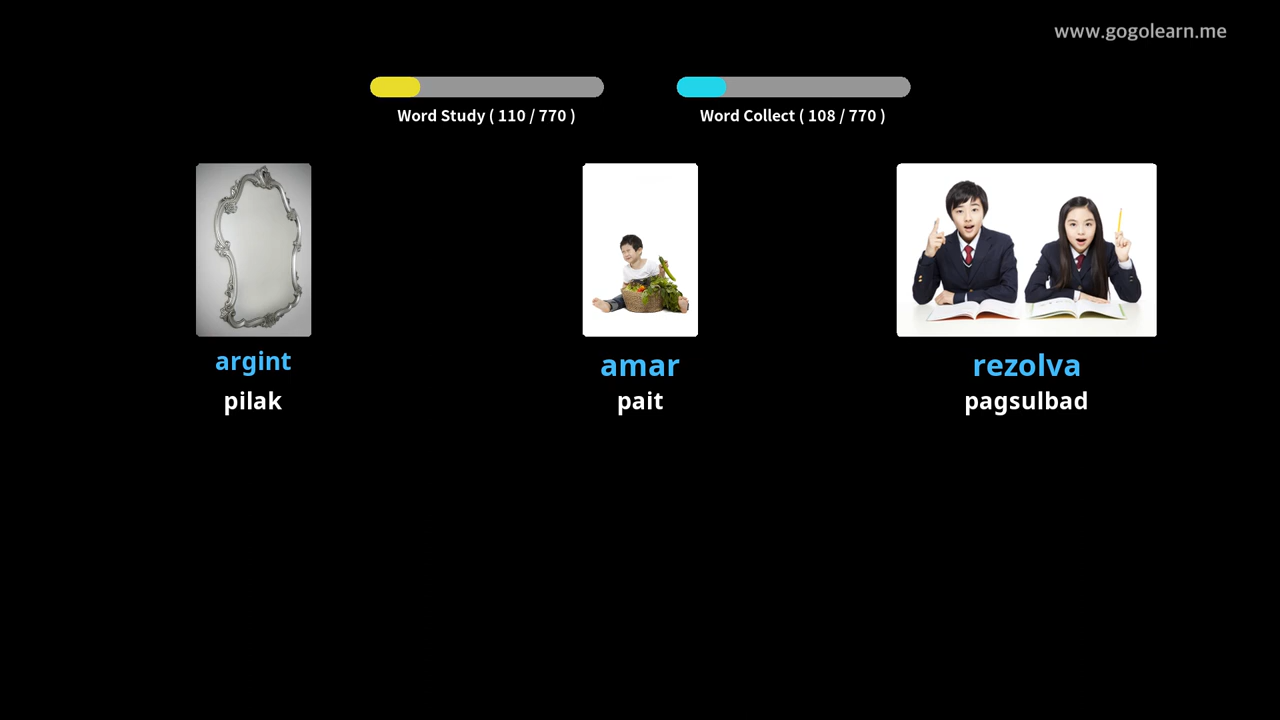 www.gogolearn.me
Word Study ( 110 / 770 )
Word Collect ( 108 / 770 )
argint
pilak
amar
pait
rezolva
pagsulbad